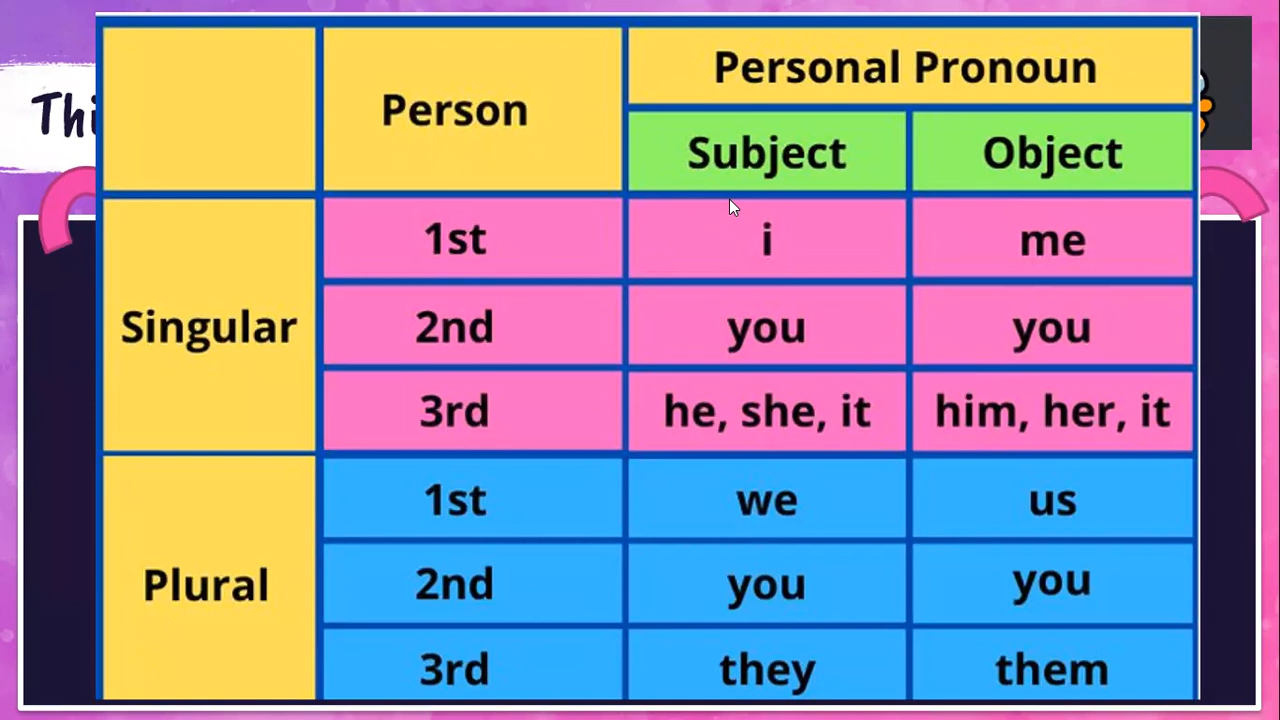 Personal Pronoun
Person
Subject Object
1st i me
Singular 2nd you you
3rd he, she, it him, her, it
1st we us
Plural 2nd you you
3rd they them